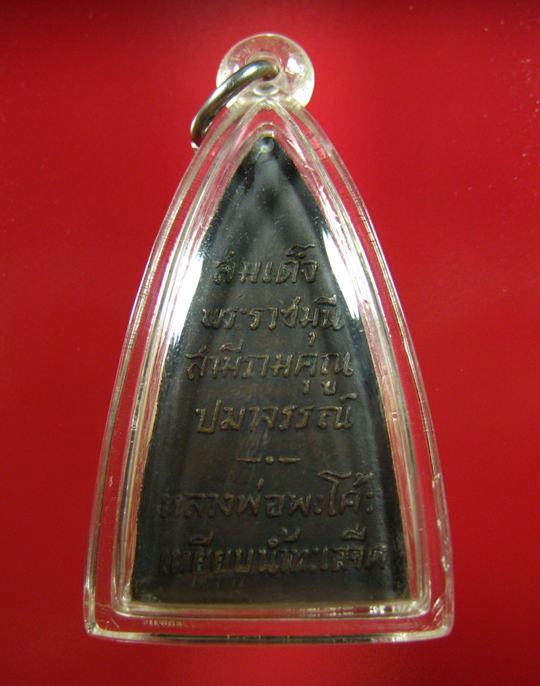 สมเด็จ
พระราชมุนี
สามีรามคุณู
ปมาจรรณ์
หลวงพ่อพะโค๊ะ
เหยียบน้ำทะเลจืด